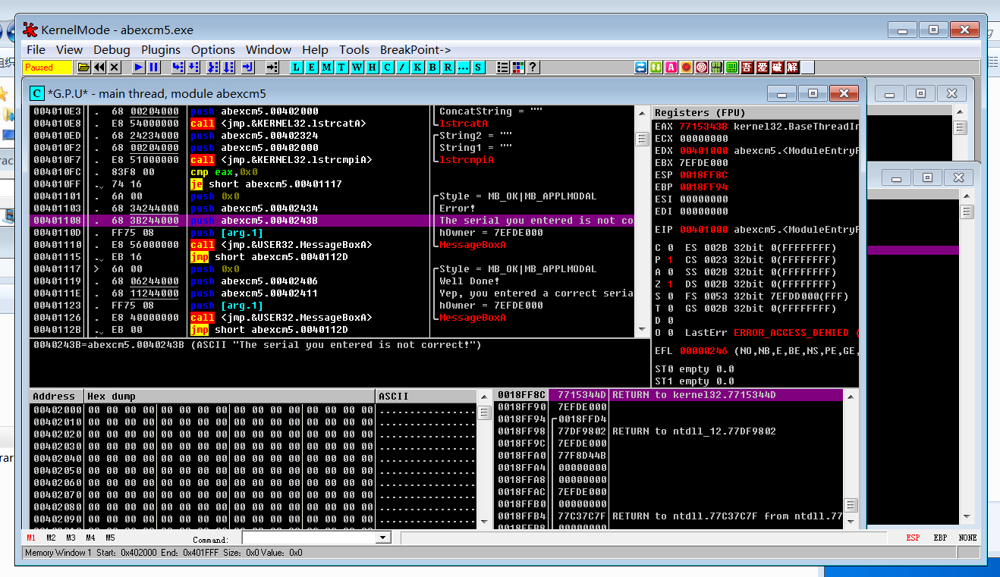 KernelMode - abexcm5.exe
File View Debug Plugins Options Window Help Tools BreakPoint->
Paused L E M T W H C / K B R ... S ? 吾 爱 破 解
C *G.P.U* - main thread, module abexcm5
004010E3 . 68 00204000 push abexcm5.00402000 ConcatString = ""
004010E8 . E8 54000000 call <jmp.&KERNEL32.lstrcatA> lstrcatA
004010ED . 68 24234000 push abexcm5.00402324 String2 = ""
004010F2 . 68 00204000 push abexcm5.00402000 String1 = ""
004010F7 . E8 51000000 call <jmp.&KERNEL32.lstrcmpiA> lstrcmpiA
004010FC . 83F8 00 cmp eax,0x0
004010FF . 74 16 je short abexcm5.00401117
00401101 . 6A 00 push 0x0 Style = MB_OK|MB_APPLMODAL
00401103 . 68 34244000 push abexcm5.00402434 Error!
00401108 . 68 3B244000 push abexcm5.0040243B The serial you entered is not co
0040110D . FF75 08 push [arg.1] hOwner = 7EFDE000
00401110 . E8 56000000 call <jmp.&USER32.MessageBoxA> MessageBoxA
00401115 . EB 16 jmp short abexcm5.0040112D
00401117 > 6A 00 push 0x0 Style = MB_OK|MB_APPLMODAL
00401119 . 68 06244000 push abexcm5.00402406 Well Done!
0040111E . 68 11244000 push abexcm5.00402411 Yep, you entered a correct seria
00401123 . FF75 08 push [arg.1] hOwner = 7EFDE000
00401126 . E8 40000000 call <jmp.&USER32.MessageBoxA> MessageBoxA
0040112B . EB 00 jmp short abexcm5.0040112D
0040243B=abexcm5.0040243B (ASCII "The serial you entered is not correct!")
Registers (FPU)
EAX 7715343B kernel32.BaseThreadIn
ECX 00000000
EDX 00401000 abexcm5.<ModuleEntryP
EBX 7EFDE000
ESP 0018FF8C
EBP 0018FF94
ESI 00000000
EDI 00000000
EIP 00401000 abexcm5.<ModuleEntryP
C 0 ES 002B 32bit 0(FFFFFFFF)
P 1 CS 0023 32bit 0(FFFFFFFF)
A 0 SS 002B 32bit 0(FFFFFFFF)
Z 1 DS 002B 32bit 0(FFFFFFFF)
S 0 FS 0053 32bit 7EFDD000(FFF)
T 0 GS 002B 32bit 0(FFFFFFFF)
D 0
O 0 LastErr ERROR_ACCESS_DENIED (
EFL 00000246 (NO,NB,E,BE,NS,PE,GE,
ST0 empty 0.0
ST1 empty 0.0
Address Hex dump ASCII
00402000 00 00 00 00 00 00 00 00 00 00 00 00 00 00 00 00 ................
00402010 00 00 00 00 00 00 00 00 00 00 00 00 00 00 00 00 ................
00402020 00 00 00 00 00 00 00 00 00 00 00 00 00 00 00 00 ................
00402030 00 00 00 00 00 00 00 00 00 00 00 00 00 00 00 00 ................
00402040 00 00 00 00 00 00 00 00 00 00 00 00 00 00 00 00 ................
00402050 00 00 00 00 00 00 00 00 00 00 00 00 00 00 00 00 ................
00402060 00 00 00 00 00 00 00 00 00 00 00 00 00 00 00 00 ................
00402070 00 00 00 00 00 00 00 00 00 00 00 00 00 00 00 00 ................
00402080 00 00 00 00 00 00 00 00 00 00 00 00 00 00 00 00 ................
00402090 00 00 00 00 00 00 00 00 00 00 00 00 00 00 00 00 ................
0018FF8C 7715344D RETURN to kernel32.7715344D
0018FF90 7EFDE000
0018FF94 0018FFD4
0018FF98 77DF9802 RETURN to ntdll_12.77DF9802
0018FF9C 7EFDE000
0018FFA0 77F8D44B
0018FFA4 00000000
0018FFA8 00000000
0018FFAC 7EFDE000
0018FFB0 00000000
0018FFB4 77C37C7F RETURN to ntdll.77C37C7F from ntdll.77
0018FFB8 00000000
M1 M2 M3 M4 M5 Command: ESP EBP NONE
Memory Window 1 Start: 0x402000 End: 0x401FFF Size: 0x0 Value: 0x0